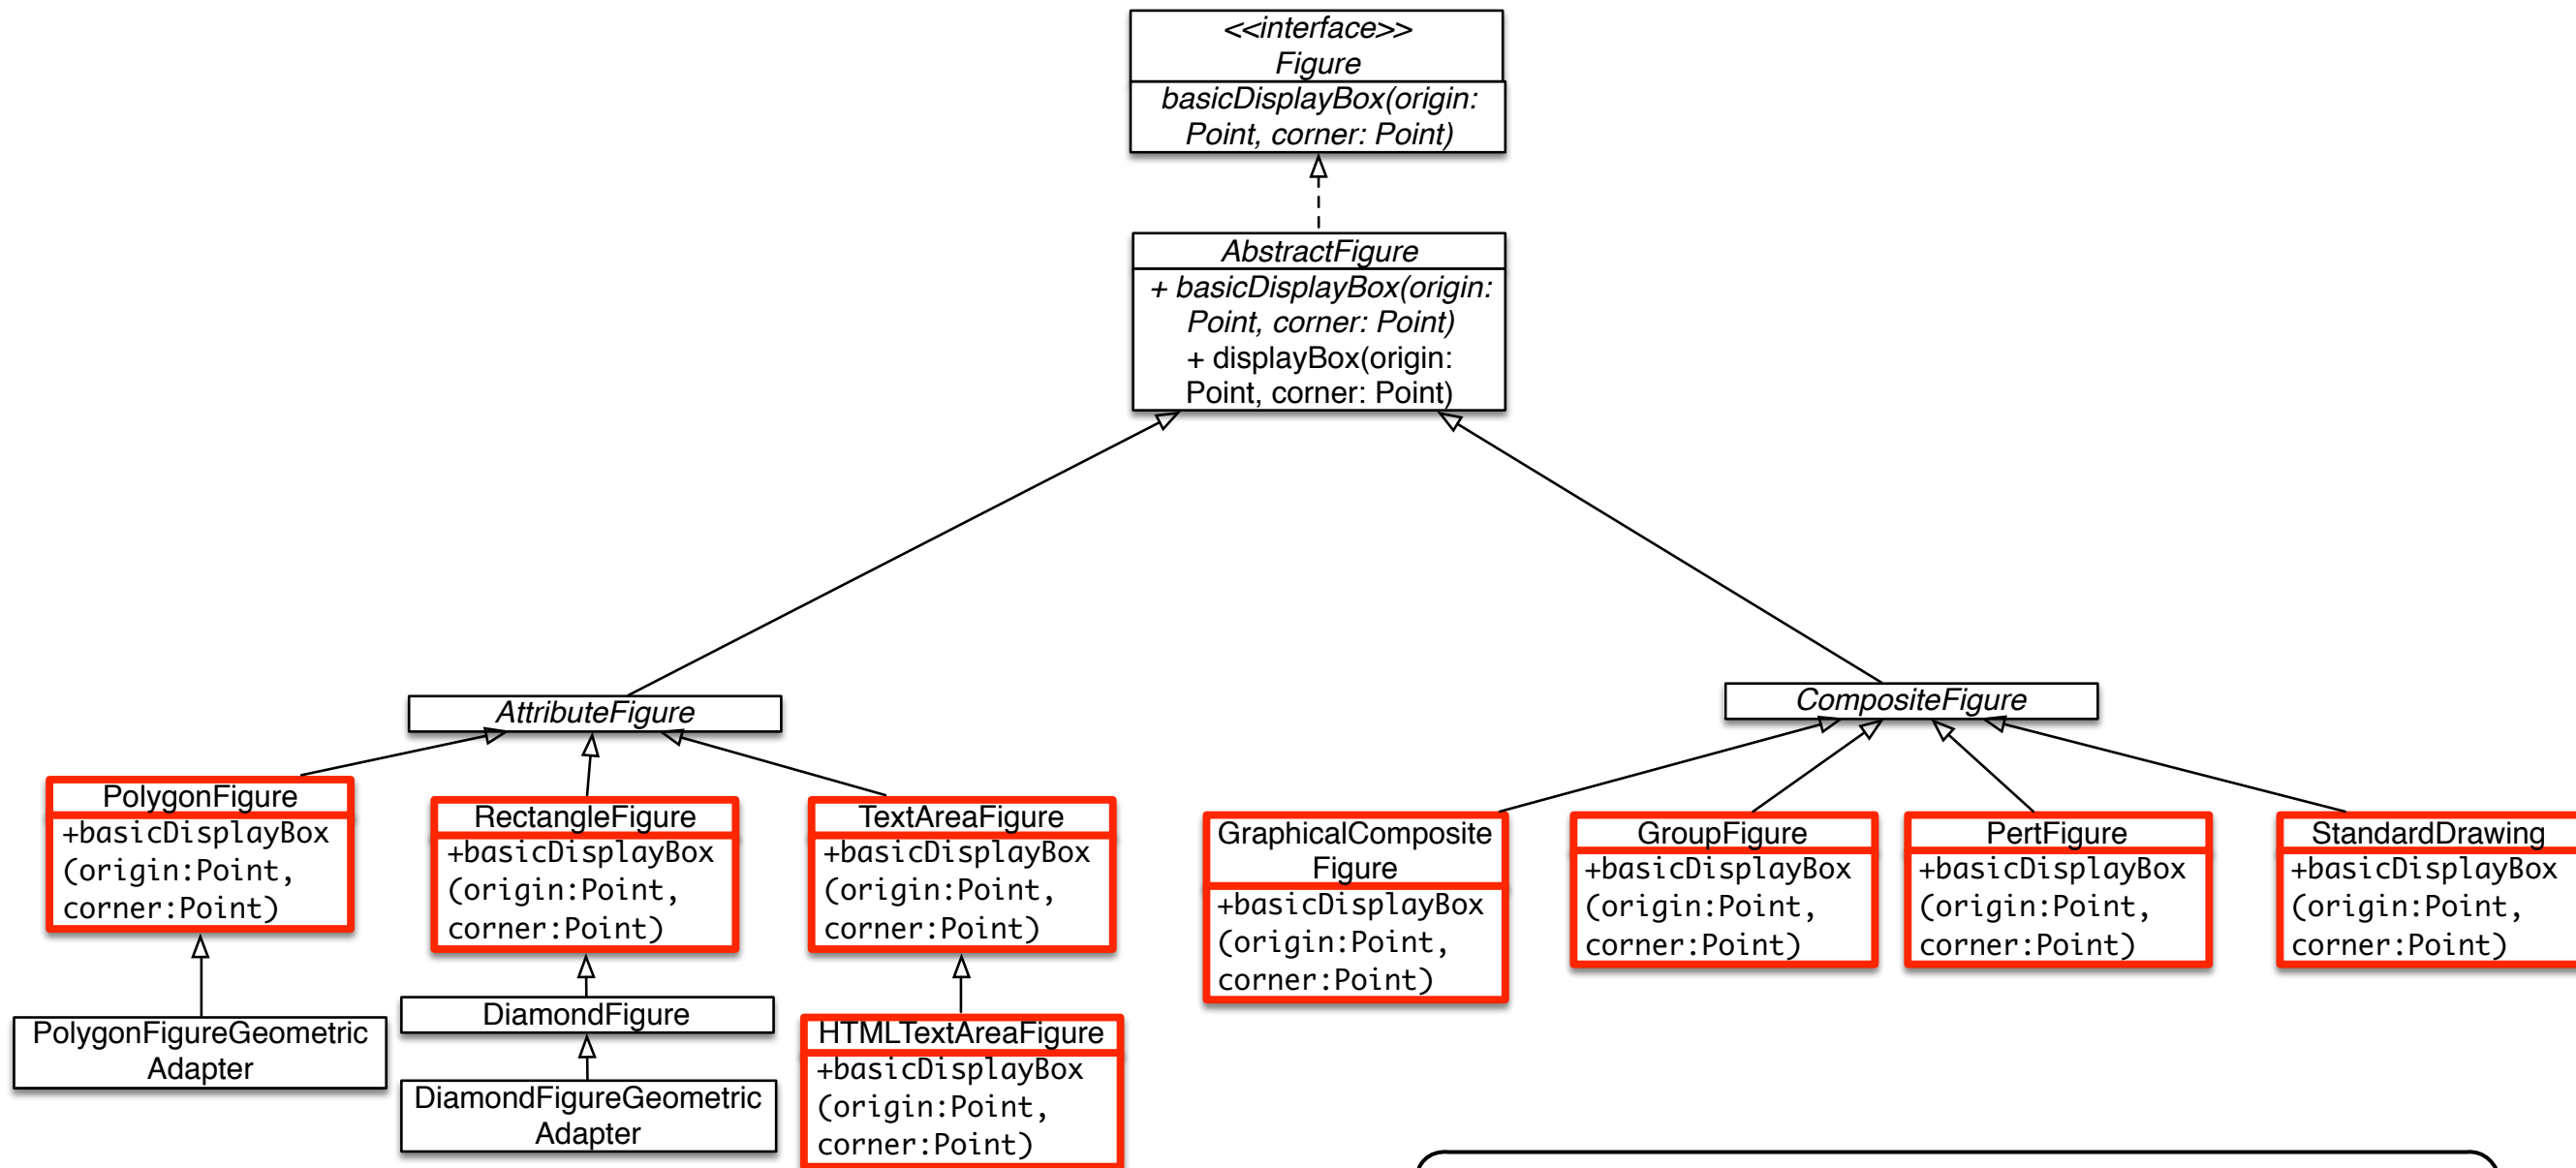 <<interface>>
Figure
basicDisplayBox(origin:
Point, corner: Point)
AbstractFigure
+ basicDisplayBox(origin:
Point, corner: Point)
+ displayBox(origin:
Point, corner: Point)
AttributeFigure
CompositeFigure
PolygonFigure
+basicDisplayBox
(origin:Point,
corner:Point)
RectangleFigure
+basicDisplayBox
(origin:Point,
corner:Point)
TextAreaFigure
+basicDisplayBox
(origin:Point,
corner:Point)
GraphicalComposite
Figure
+basicDisplayBox
(origin:Point,
corner:Point)
GroupFigure
+basicDisplayBox
(origin:Point,
corner:Point)
PertFigure
+basicDisplayBox
(origin:Point,
corner:Point)
StandardDrawing
+basicDisplayBox
(origin:Point,
corner:Point)
PolygonFigureGeometric
Adapter
DiamondFigure
DiamondFigureGeometric
Adapter
HTMLTextAreaFigure
+basicDisplayBox
(origin:Point,
corner:Point)